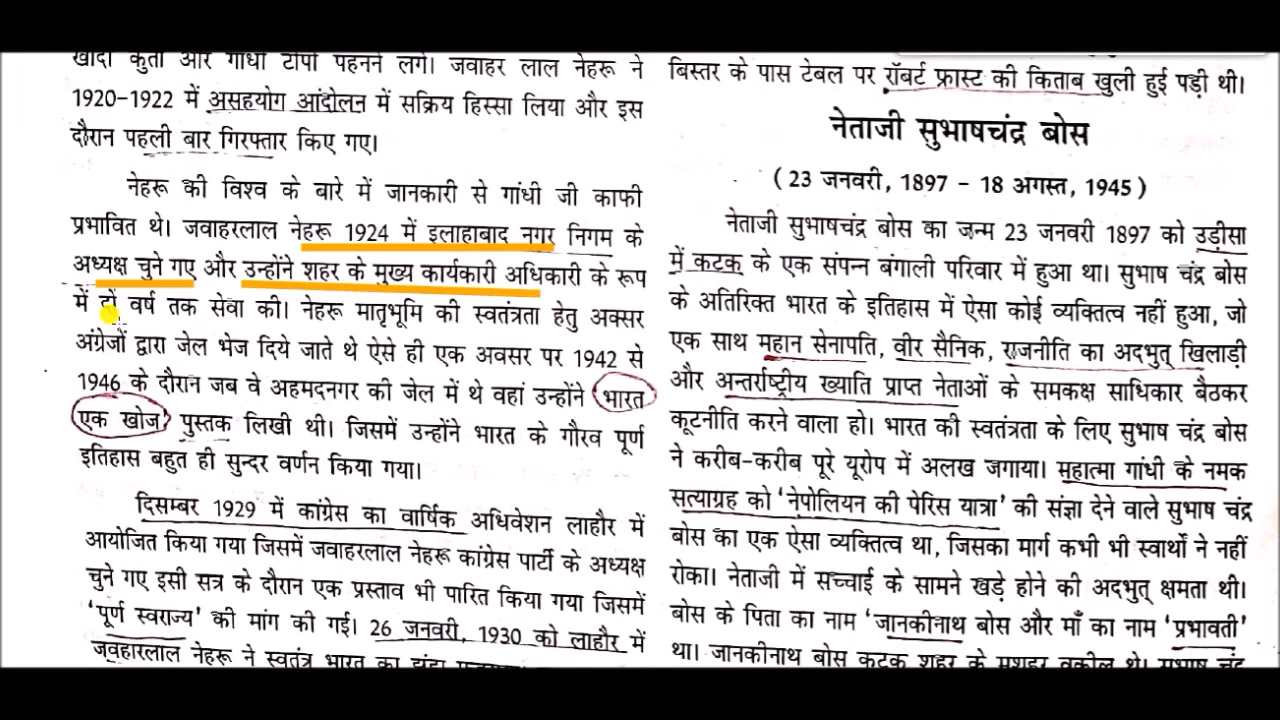 खादी कुर्ता और गांधी टोपी पहनने लगे। जवाहर लाल नेहरू ने
1920-1922 में असहयोग आंदोलन में सक्रिय हिस्सा लिया और इस
दौरान पहली बार गिरफ्तार किए गए।
नेहरू की विश्व के बारे में जानकारी से गांधी जी काफी
प्रभावित थे। जवाहरलाल नेहरू 1924 में इलाहाबाद नगर निगम के
अध्यक्ष चुने गए और उन्होंने शहर के मुख्य कार्यकारी अधिकारी के रूप
में दो वर्ष तक सेवा की। नेहरू मातृभूमि की स्वतंत्रता हेतु अक्सर
अंग्रेजों द्वारा जेल भेज दिये जाते थे ऐसे ही एक अवसर पर 1942 से
1946 के दौरान जब वे अहमदनगर की जेल में थे वहां उन्होंने 'भारत
एक खोज' पुस्तक लिखी थी। जिसमें उन्होंने भारत के गौरव पूर्ण
इतिहास बहुत ही सुन्दर वर्णन किया गया।
दिसम्बर 1929 में कांग्रेस का वार्षिक अधिवेशन लाहौर में
आयोजित किया गया जिसमें जवाहरलाल नेहरू कांग्रेस पार्टी के अध्यक्ष
चुने गए इसी सत्र के दौरान एक प्रस्ताव भी पारित किया गया जिसमें
'पूर्ण स्वराज्य' की मांग की गई। 26 जनवरी, 1930 को लाहौर में
जवाहरलाल नेहरू ने स्वतंत्र भारत का झंडा
बिस्तर के पास टेबल पर रॉबर्ट फ्रास्ट की किताब खुली हुई पड़ी थी।
नेताजी सुभाषचंद्र बोस
(23 जनवरी, 1897 - 18 अगस्त, 1945)
नेताजी सुभाषचंद्र बोस का जन्म 23 जनवरी 1897 को उड़ीसा
में कटक के एक संपन्न बंगाली परिवार में हुआ था। सुभाष चंद्र बोस
के अतिरिक्त भारत के इतिहास में ऐसा कोई व्यक्तित्व नहीं हुआ, जो
एक साथ महान सेनापति, वीर सैनिक, राजनीति का अदभुत् खिलाड़ी
और अन्तर्राष्ट्रीय ख्याति प्राप्त नेताओं के समकक्ष साधिकार बैठकर
कूटनीति करने वाला हो। भारत की स्वतंत्रता के लिए सुभाष चंद्र बोस
ने करीब-करीब पूरे यूरोप में अलख जगाया। महात्मा गांधी के नमक
सत्याग्रह को 'नेपोलियन की पेरिस यात्रा' की संज्ञा देने वाले सुभाष चंद्र
बोस का एक ऐसा व्यक्तित्व था, जिसका मार्ग कभी भी स्वार्थों ने नहीं
रोका। नेताजी में सच्चाई के सामने खड़े होने की अदभुत् क्षमता थी।
बोस के पिता का नाम 'जानकीनाथ बोस और माँ का नाम 'प्रभावती'
था। जानकीनाथ बोस कटक शहर के मशहूर वकील थे। सुभाष चंद्र